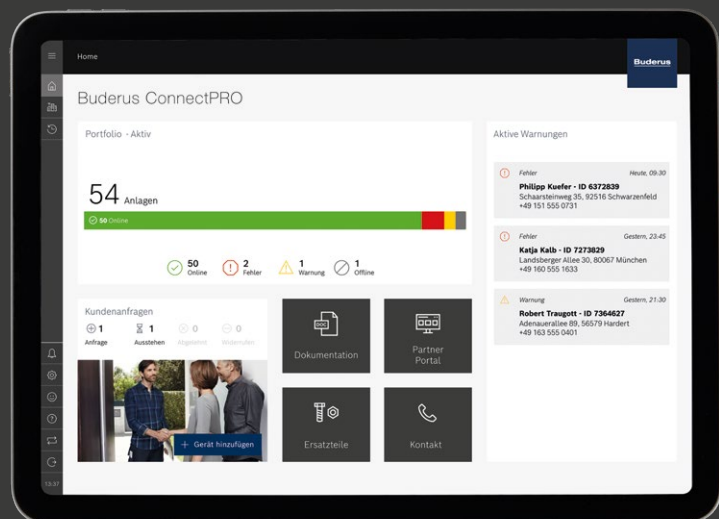 Home
Buderus
Buderus ConnectPRO
Portfolio - Aktiv
54 Anlagen
50 Online
50 Online
2 Fehler
1 Warnung
1 Offline
Kundenanfragen
1 Anfrage
1 Ausstehen
0 Abgelehnt
0 Widerrufen
+ Gerät hinzufügen
DOC
Dokumentation
Partner
Portal
Ersatzteile
Kontakt
Aktive Warnungen
Fehler Heute, 09:30
Philipp Kuefer - ID 6372839
Schaarsteinweg 35, 92516 Schwarzenfeld
+49 151 555 0731
Fehler Gestern, 23:45
Katja Kalb - ID 7273829
Landsberger Allee 30, 80067 München
+49 160 555 1633
Warnung Gestern, 21:30
Robert Traugott - ID 7364627
Adenauerallee 89, 56579 Hardert
+49 163 555 0401
13:37